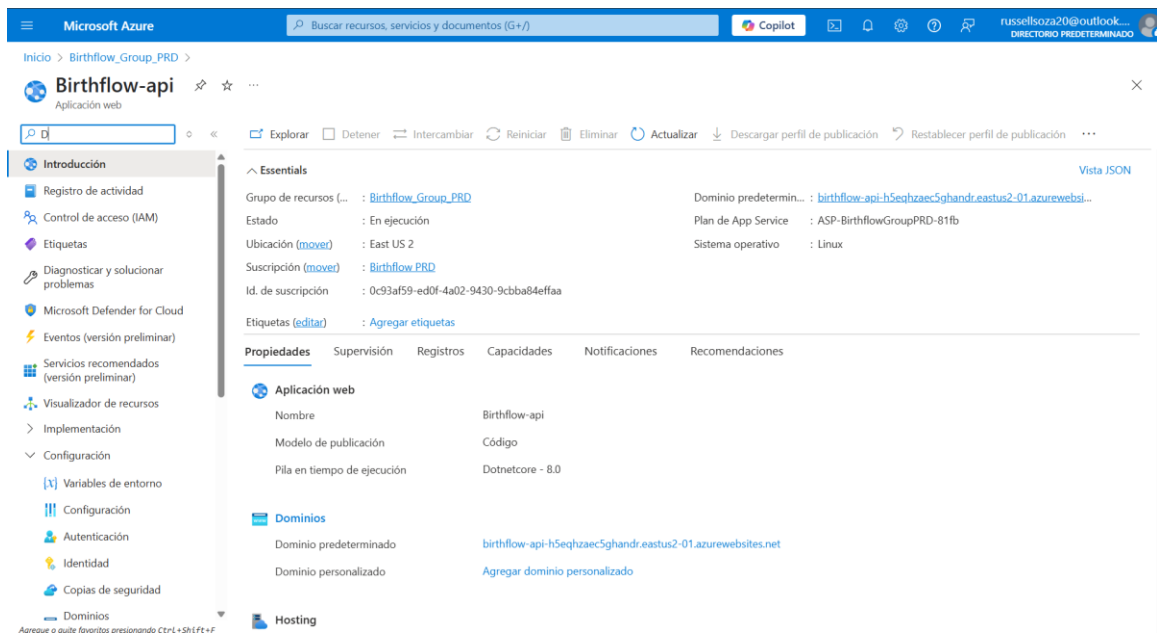 Microsoft Azure
Buscar recursos, servicios y documentos (G+/)
Copilot
russellsoza20@outlook....
DIRECTORIO PREDETERMINADO
Inicio > Birthflow_Group_PRD >
Birthflow-api
Aplicación web
D
Explorar Detener Intercambiar Reiniciar Eliminar Actualizar Descargar perfil de publicación Restablecer perfil de publicación ...
Introducción
Registro de actividad
Control de acceso (IAM)
Etiquetas
Diagnosticar y solucionar
problemas
Microsoft Defender for Cloud
Eventos (versión preliminar)
Servicios recomendados
(versión preliminar)
Visualizador de recursos
Implementación
Configuración
Variables de entorno
Configuración
Autenticación
Identidad
Copias de seguridad
Dominios
Agregue o quite favoritos presionando Ctrl+Shift+F
Essentials
Vista JSON
Grupo de recursos (... : Birthflow_Group_PRD
Estado : En ejecución
Ubicación (mover) : East US 2
Suscripción (mover) : Birthflow PRD
Id. de suscripción : 0c93af59-ed0f-4a02-9430-9cbba84effaa
Etiquetas (editar) : Agregar etiquetas
Dominio predetermin... : birthflow-api-h5eqhzaec5ghandr.eastus2-01.azurewebsi...
Plan de App Service : ASP-BirthflowGroupPRD-81fb
Sistema operativo : Linux
Propiedades Supervisión Registros Capacidades Notificaciones Recomendaciones
Aplicación web
Nombre Birthflow-api
Modelo de publicación Código
Pila en tiempo de ejecución Dotnetcore - 8.0
Dominios
Dominio predeterminado birthflow-api-h5eqhzaec5ghandr.eastus2-01.azurewebsites.net
Dominio personalizado Agregar dominio personalizado
Hosting